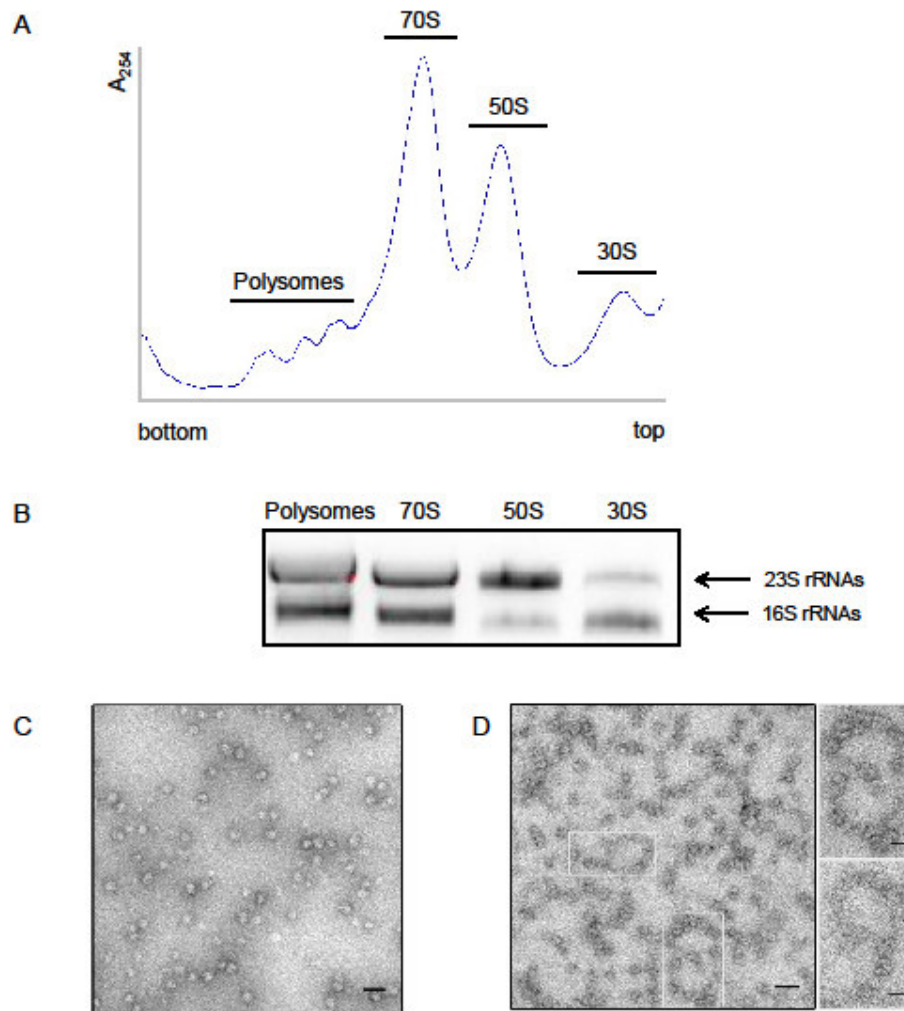 A
70S
A254
50S
30S
Polysomes
bottom
top
B
Polysomes
70S
50S
30S
23S rRNAs
16S rRNAs
C
D